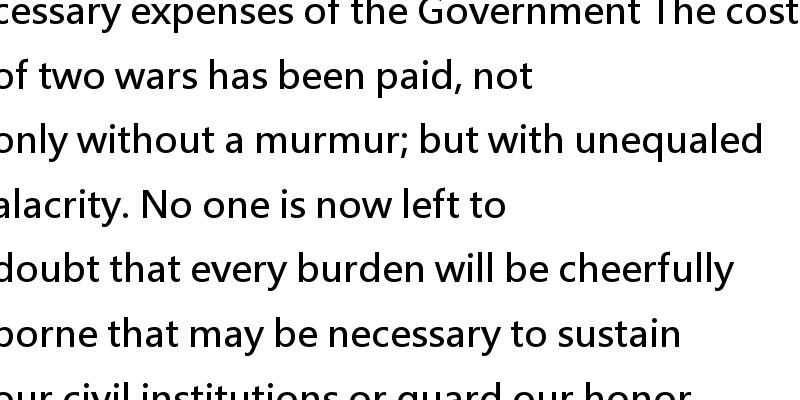 cessary expenses of the Government The cost
of two wars has been paid, not
only without a murmur; but with unequaled
alacrity. No one is now left to
doubt that every burden will be cheerfully
borne that may be necessary to sustain
our civil institutions or guard our honor